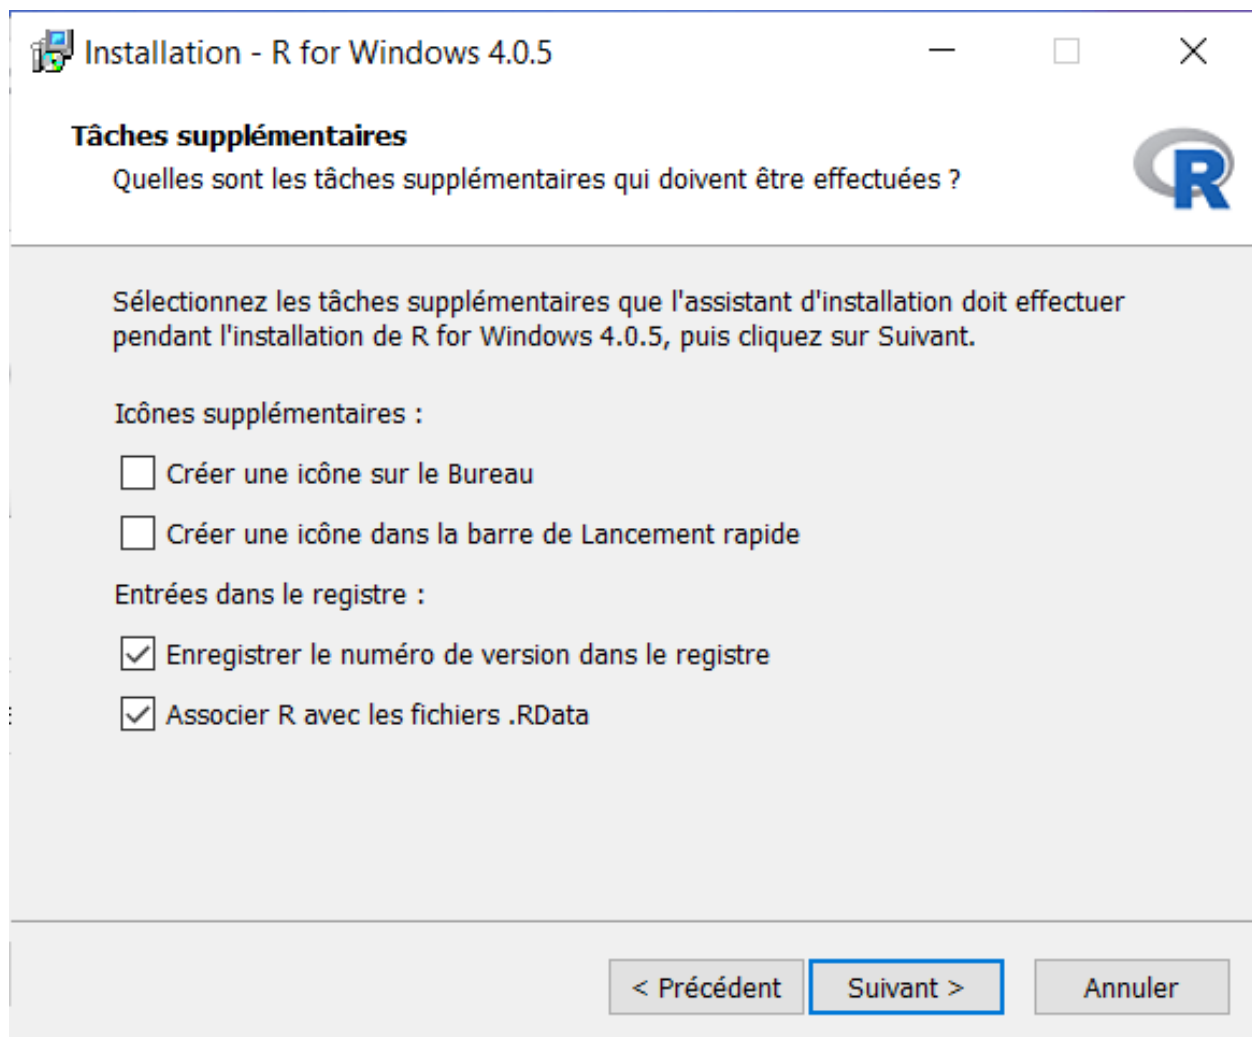 Installation - R for Windows 4.0.5
Tâches supplémentaires
Quelles sont les tâches supplémentaires qui doivent être effectuées ?
R
Sélectionnez les tâches supplémentaires que l'assistant d'installation doit effectuer
pendant l'installation de R for Windows 4.0.5, puis cliquez sur Suivant.
Icônes supplémentaires :
Créer une icône sur le Bureau
Créer une icône dans la barre de Lancement rapide
Entrées dans le registre :
Enregistrer le numéro de version dans le registre
Associer R avec les fichiers .RData
< Précédent Suivant > Annuler